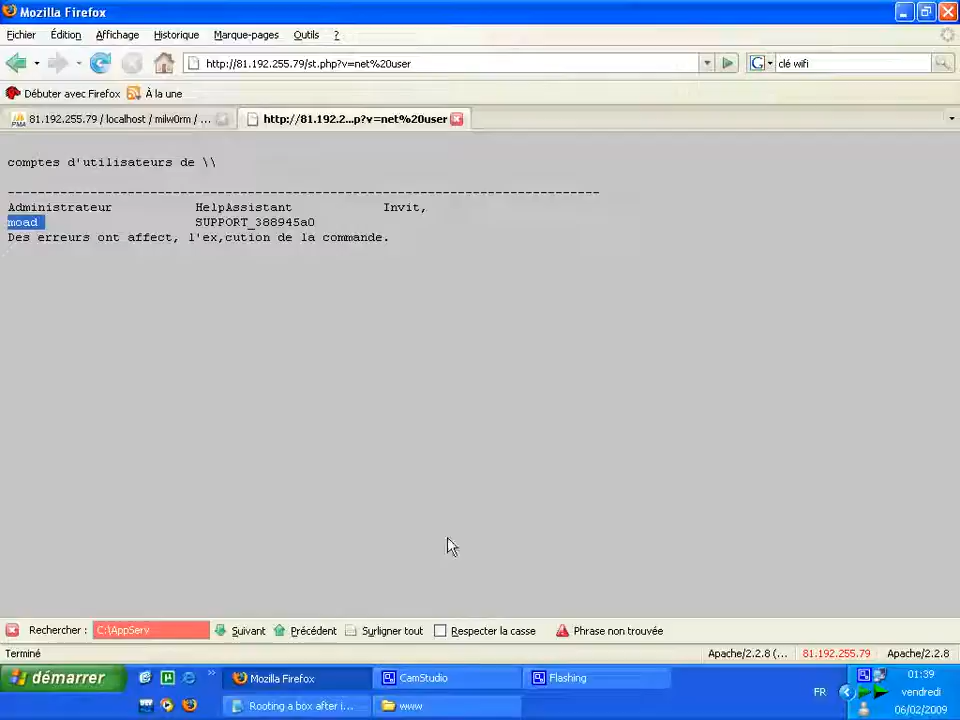 Mozilla Firefox
Fichier Édition Affichage Historique Marque-pages Outils ?
http://81.192.255.79/st.php?v=net%20user
G clé wifi
Débuter avec Firefox À la une
PMA 81.192.255.79 / localhost / milw0rm / ... http://81.192.2...p?v=net%20user
comptes d'utilisateurs de \\
-------------------------------------------------------------------------------
Administrateur HelpAssistant Invit,
moad SUPPORT_388945a0
Des erreurs ont affect, l'ex,cution de la commande.
Rechercher : C:\AppServ Suivant Précédent Surligner tout Respecter la casse Phrase non trouvée
Terminé Apache/2.2.8 (... 81.192.255.79 Apache/2.2.8
démarrer » Mozilla Firefox CamStudio Flashing 01:39
FR vendredi
Rooting a box after i... www 06/02/2009